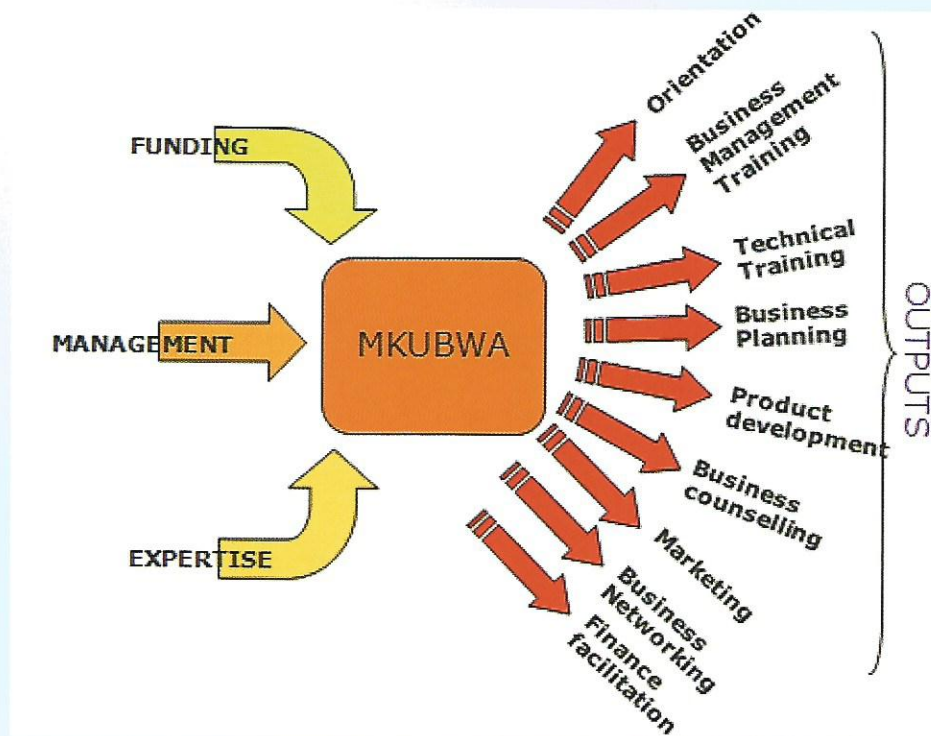 FUNDING
MANAGEMENT
EXPERTISE
MKUBWA
Orientation
Business
Management
Training
Technical
Training
Business
Planning
Product
development
Business
counselling
Marketing
Business
Networking
Finance
facilitation
OUTPUTS